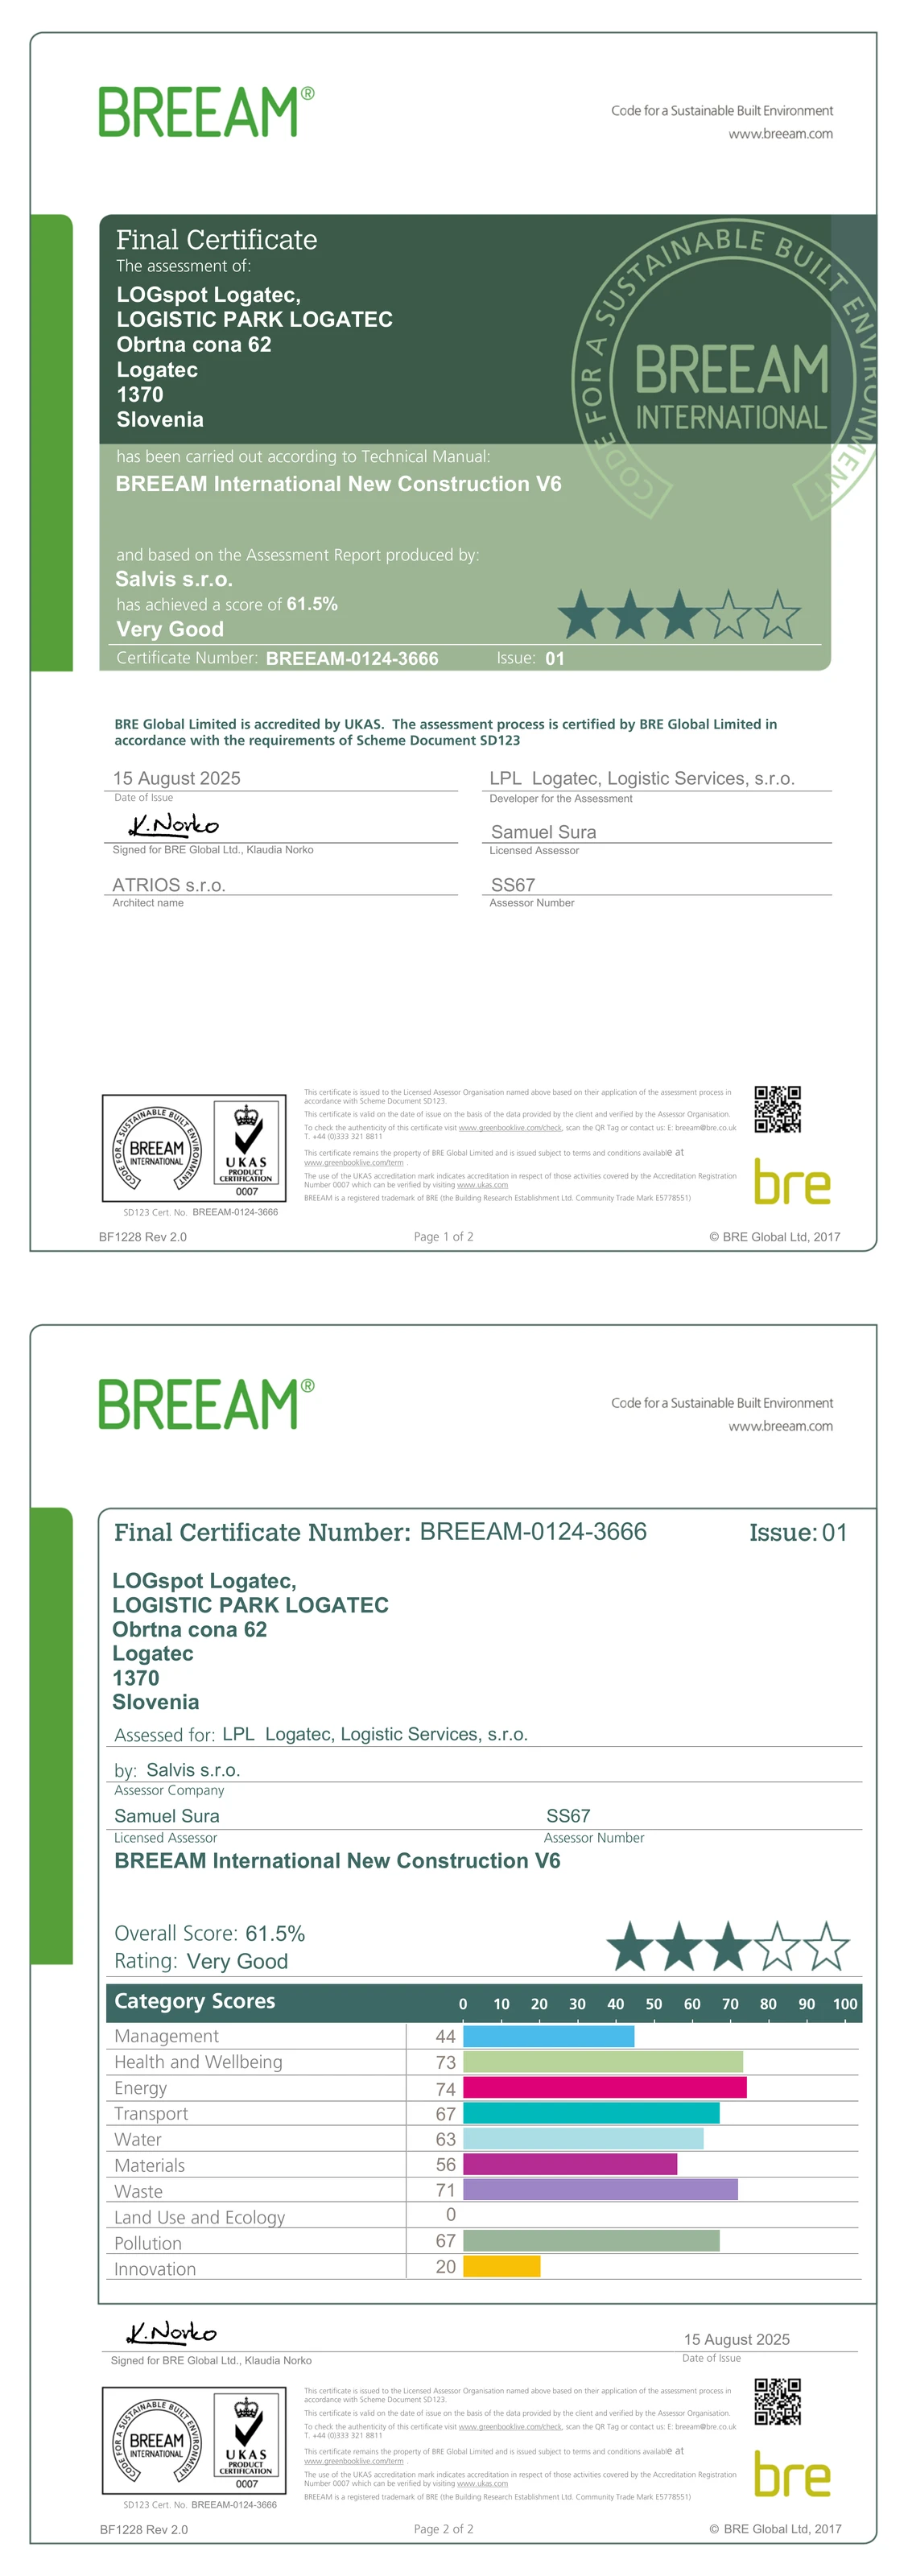 BREEAM®
Code for a Sustainable Built Environment
www.breeam.com
Final Certificate
The assessment of:
LOGspot Logatec,
LOGISTIC PARK LOGATEC
Obrtna cona 62
Logatec
1370
Slovenia
CODE FOR A SUSTAINABLE BUILT ENVIRONMENT
BREEAM
INTERNATIONAL
has been carried out according to Technical Manual:
BREEAM International New Construction V6
and based on the Assessment Report produced by:
Salvis s.r.o.
has achieved a score of 61.5%
Very Good
Certificate Number: BREEAM-0124-3666 Issue: 01
BRE Global Limited is accredited by UKAS. The assessment process is certified by BRE Global Limited in
accordance with the requirements of Scheme Document SD123
15 August 2025 LPL Logatec, Logistic Services, s.r.o.
Date of Issue Developer for the Assessment
K.Norko Samuel Sura
Signed for BRE Global Ltd., Klaudia Norko Licensed Assessor
ATRIOS s.r.o. SS67
Architect name Assessor Number
CODE FOR A SUSTAINABLE BUILT ENVIRONMENT
BREEAM
INTERNATIONAL
UKAS
PRODUCT
CERTIFICATION
0007
SD123 Cert. No. BREEAM-0124-3666
This certificate is issued to the Licensed Assessor Organisation named above based on their application of the assessment process in
accordance with Scheme Document SD123.
This certificate is valid on the date of issue on the basis of the data provided by the client and verified by the Assessor Organisation.
To check the authenticity of this certificate visit www.greenbooklive.com/check, scan the QR Tag or contact us: E: breeam@bre.co.uk
T. +44 (0)333 321 8811
This certificate remains the property of BRE Global Limited and is issued subject to terms and conditions available at
www.greenbooklive.com/term .
The use of the UKAS accreditation mark indicates accreditation in respect of those activities covered by the Accreditation Registration
Number 0007 which can be verified by visiting www.ukas.com
BREEAM is a registered trademark of BRE (the Building Research Establishment Ltd. Community Trade Mark E5778551)
bre
BF1228 Rev 2.0 Page 1 of 2 © BRE Global Ltd, 2017
BREEAM®
Code for a Sustainable Built Environment
www.breeam.com
Final Certificate Number: BREEAM-0124-3666 Issue: 01
LOGspot Logatec,
LOGISTIC PARK LOGATEC
Obrtna cona 62
Logatec
1370
Slovenia
Assessed for: LPL Logatec, Logistic Services, s.r.o.
by: Salvis s.r.o.
Assessor Company
Samuel Sura SS67
Licensed Assessor Assessor Number
BREEAM International New Construction V6
Overall Score: 61.5%
Rating: Very Good
Category Scores 0 10 20 30 40 50 60 70 80 90 100
Management 44
Health and Wellbeing 73
Energy 74
Transport 67
Water 63
Materials 56
Waste 71
Land Use and Ecology 0
Pollution 67
Innovation 20
K.Norko 15 August 2025
Signed for BRE Global Ltd., Klaudia Norko Date of Issue
CODE FOR A SUSTAINABLE BUILT ENVIRONMENT
BREEAM
INTERNATIONAL
UKAS
PRODUCT
CERTIFICATION
0007
SD123 Cert. No. BREEAM-0124-3666
This certificate is issued to the Licensed Assessor Organisation named above based on their application of the assessment process in
accordance with Scheme Document SD123.
This certificate is valid on the date of issue on the basis of the data provided by the client and verified by the Assessor Organisation.
To check the authenticity of this certificate visit www.greenbooklive.com/check, scan the QR Tag or contact us: E: breeam@bre.co.uk
T. +44 (0)333 321 8811
This certificate remains the property of BRE Global Limited and is issued subject to terms and conditions available at
www.greenbooklive.com/term .
The use of the UKAS accreditation mark indicates accreditation in respect of those activities covered by the Accreditation Registration
Number 0007 which can be verified by visiting www.ukas.com
BREEAM is a registered trademark of BRE (the Building Research Establishment Ltd. Community Trade Mark E5778551)
bre
BF1228 Rev 2.0 Page 2 of 2 © BRE Global Ltd, 2017